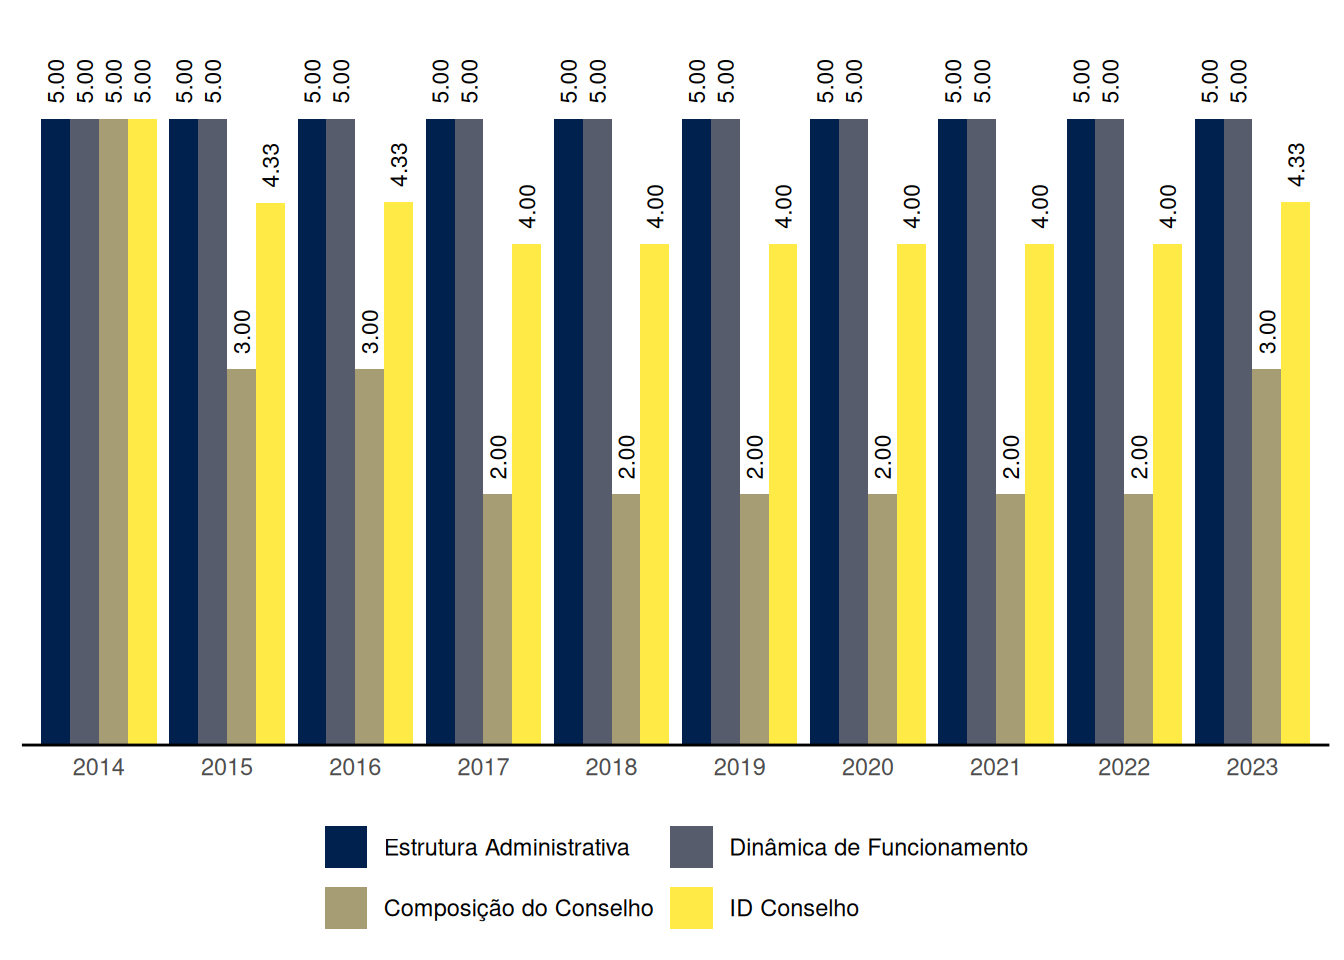 5.00 5.00 5.00 5.00 5.00 5.00 3.00 4.33 5.00 5.00 3.00 4.33 5.00 5.00 2.00 4.00 5.00 5.00 2.00 4.00 5.00 5.00 2.00 4.00 5.00 5.00 2.00 4.00 5.00 5.00 2.00 4.00 5.00 5.00 2.00 4.00 5.00 5.00 3.00 4.33
2014 2015 2016 2017 2018 2019 2020 2021 2022 2023
Estrutura Administrativa Dinâmica de Funcionamento
Composição do Conselho ID Conselho